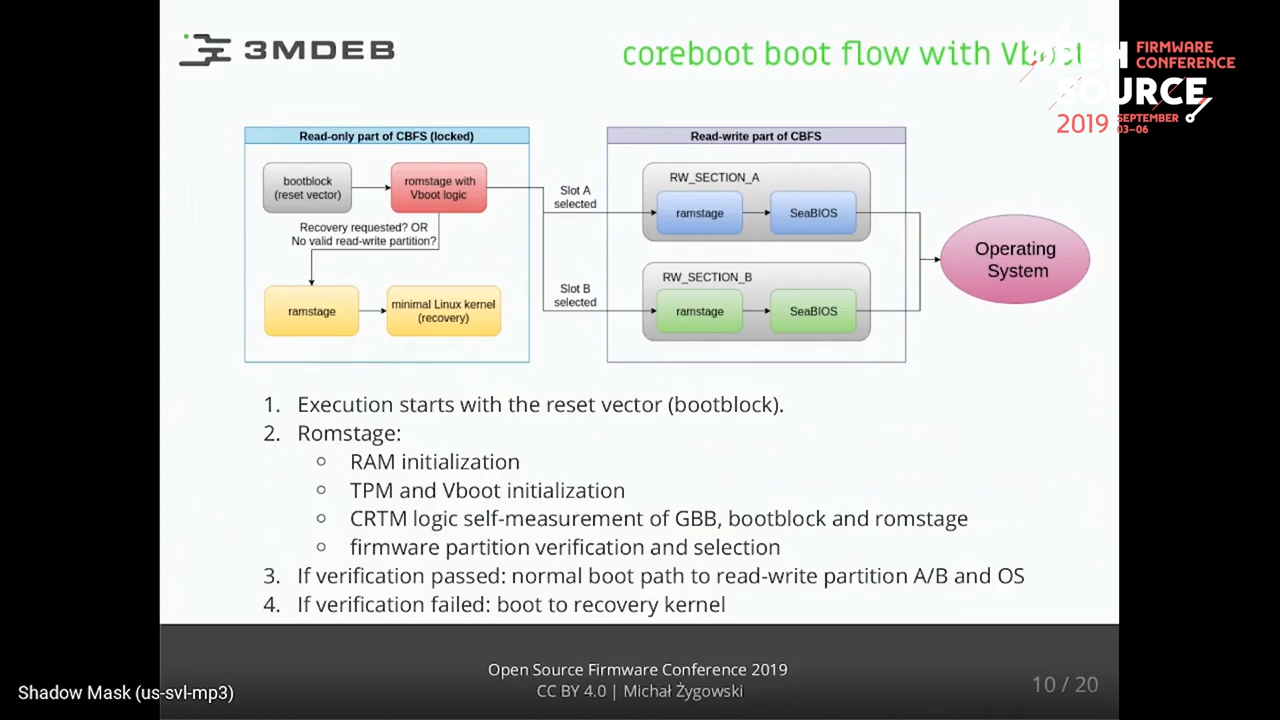 3MDEB
coreboot boot flow with Vboot
OPEN
SOURCE
FIRMWARE
CONFERENCE
2019
SEPTEMBER
03–06
Read-only part of CBFS (locked)
bootblock
(reset vector)
romstage with
Vboot logic
Recovery requested? OR
No valid read-write partition?
ramstage
minimal Linux kernel
(recovery)
Slot A
selected
Slot B
selected
Read-write part of CBFS
RW_SECTION_A
ramstage
SeaBIOS
RW_SECTION_B
ramstage
SeaBIOS
Operating
System
1. Execution starts with the reset vector (bootblock).
2. Romstage:
○ RAM initialization
○ TPM and Vboot initialization
○ CRTM logic self-measurement of GBB, bootblock and romstage
○ firmware partition verification and selection
3. If verification passed: normal boot path to read-write partition A/B and OS
4. If verification failed: boot to recovery kernel
Open Source Firmware Conference 2019
CC BY 4.0 | Michał Żygowski
10 / 20
Shadow Mask (us-svl-mp3)